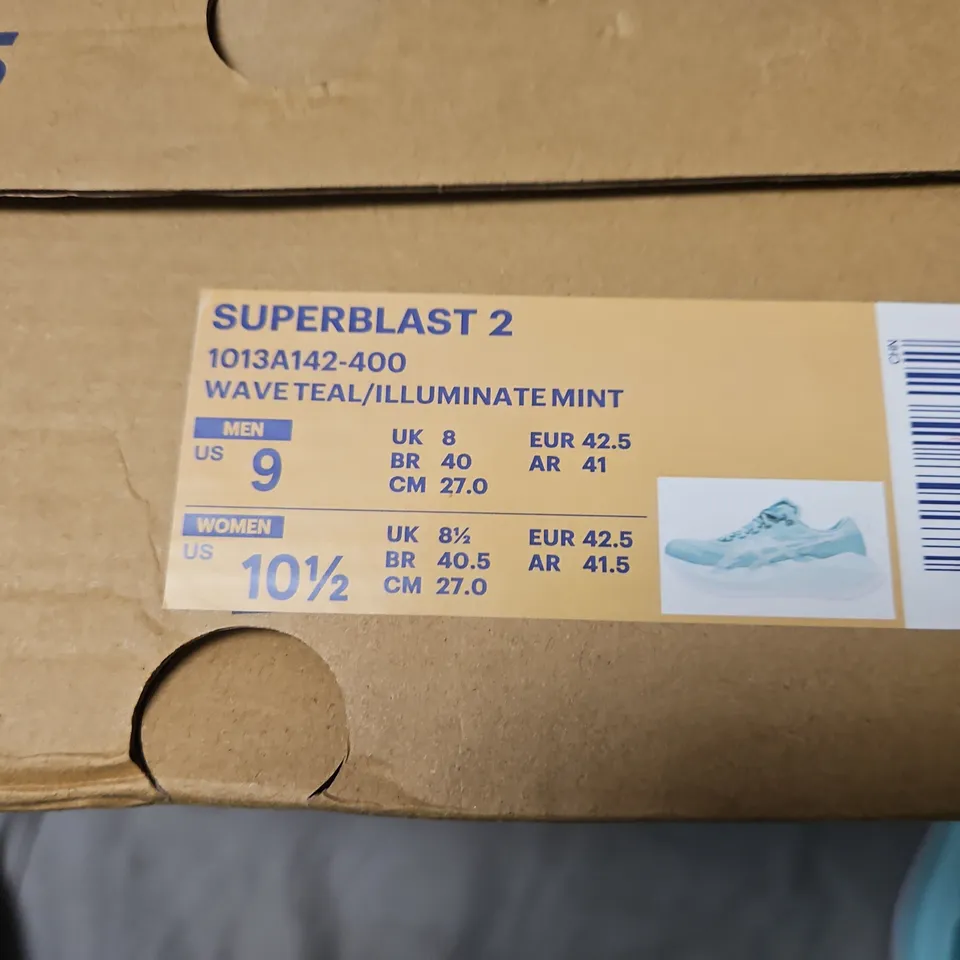 SUPERBLAST 2
1013A142-400
WAVE TEAL/ILLUMINATE MINT
MEN
US 9
UK 8 EUR 42.5
BR 40 AR 41
CM 27.0
WOMEN
US 10½
UK 8½ EUR 42.5
BR 40.5 AR 41.5
CM 27.0